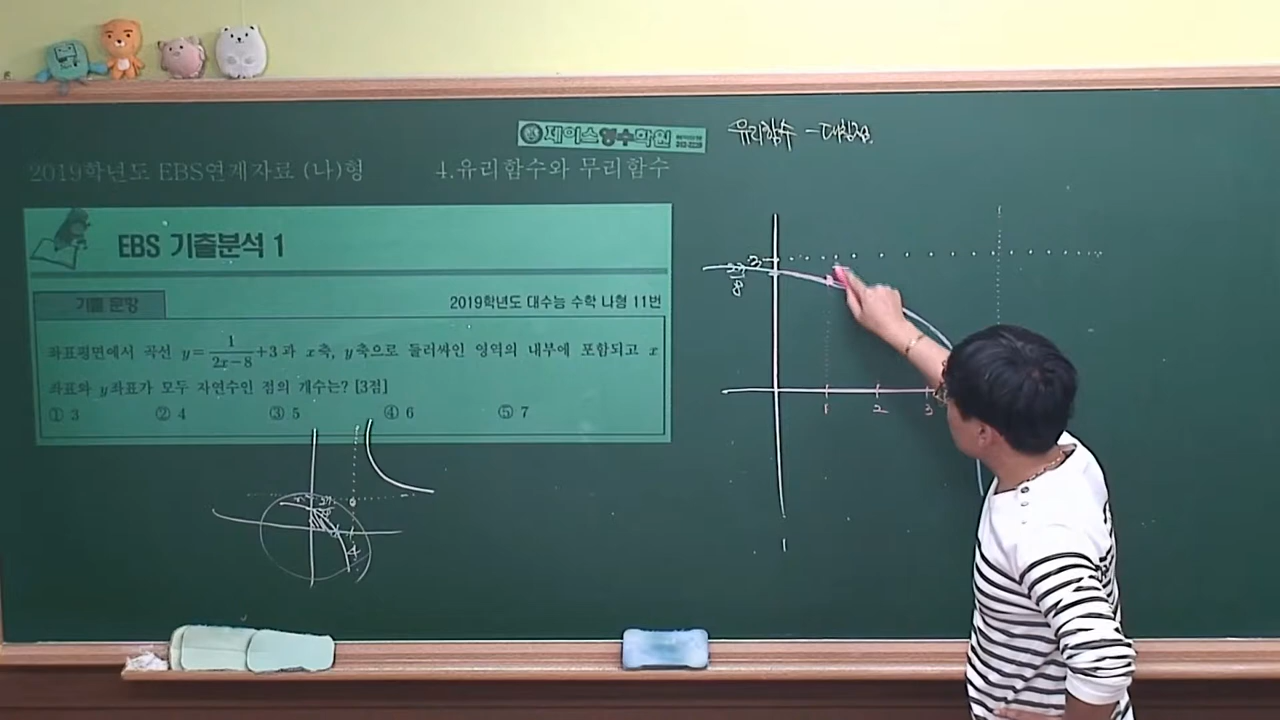 제이스영수학원
유리함수 - 대칭점.
2019학년도 EBS연계자료 (나)형 4.유리함수와 무리함수
EBS 기출분석 1
기출 문항 2019학년도 대수능 수학 나형 11번
좌표평면에서 곡선 y=1/(2x-8)+3과 x축, y축으로 둘러싸인 영역의 내부에 포함되고 x
좌표와 y좌표가 모두 자연수인 점의 개수는? [3점]
① 3 ② 4 ③ 5 ④ 6 ⑤ 7
3
23/8
1 2 3
4